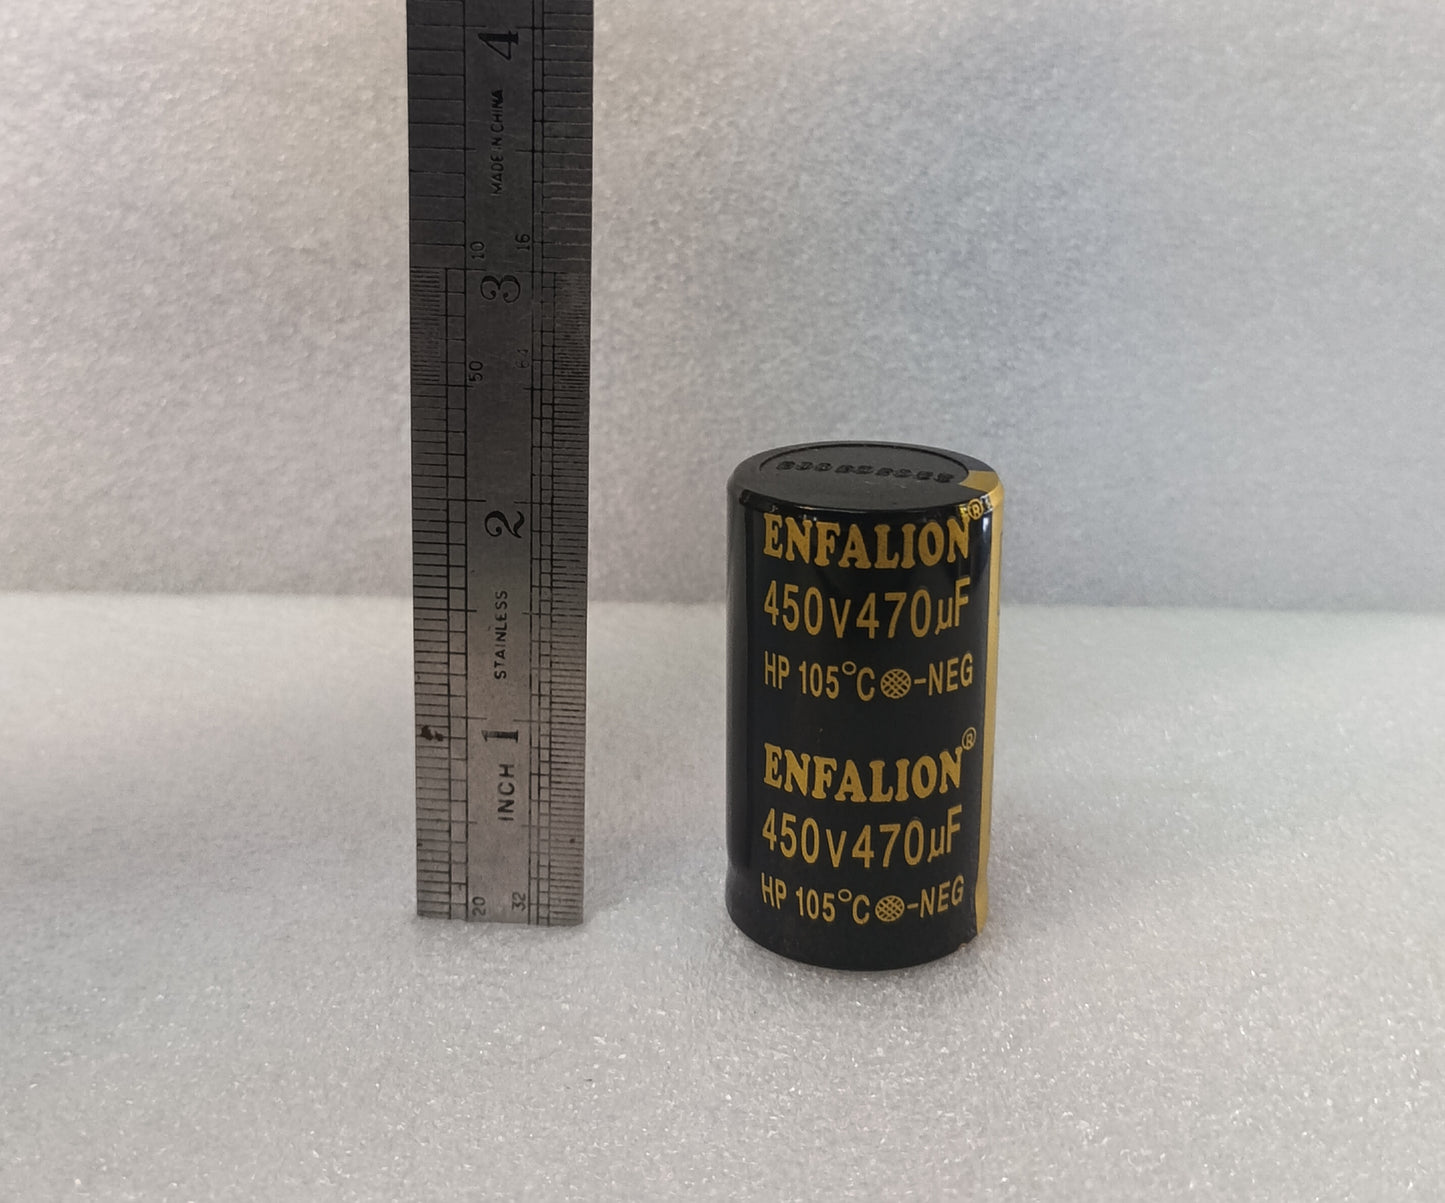 4
MADE IN CHINA
10 16
3
50 64
2
STAINLESS
1
INCH
20 32
ENFALION®
450V470µF
HP 105°C -NEG
ENFALION®
450V470µF
HP 105°C -NEG